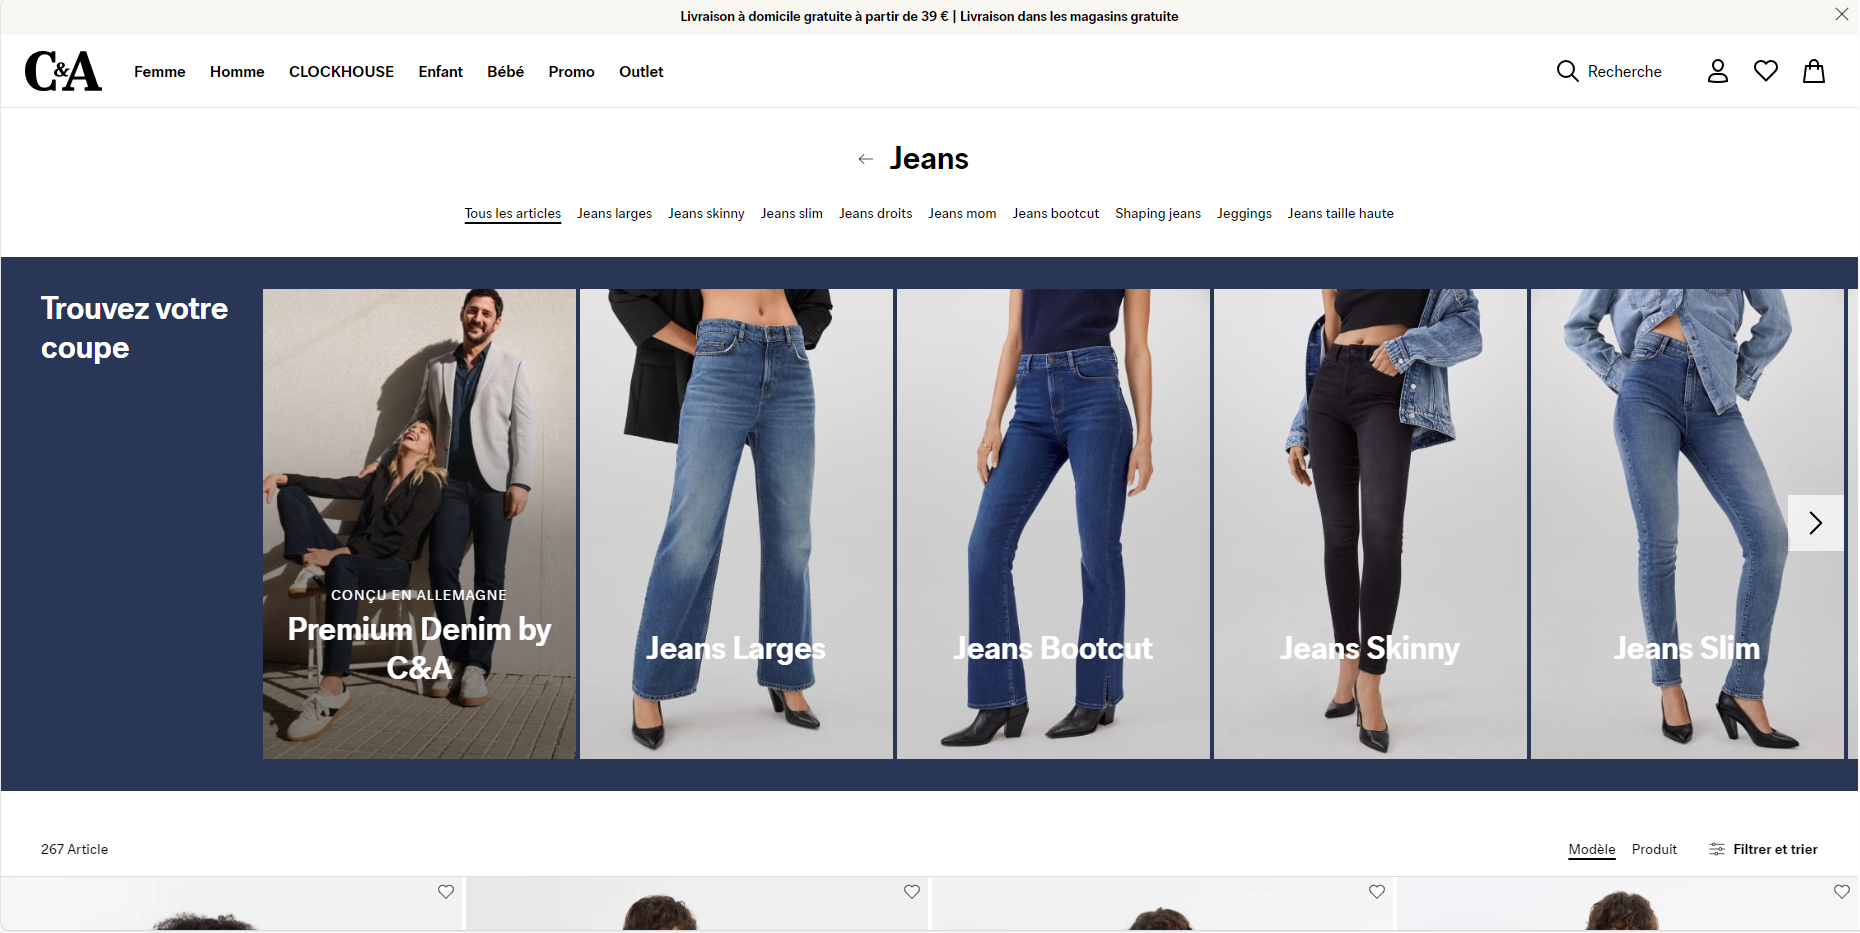 Livraison à domicile gratuite à partir de 39 € | Livraison dans les magasins gratuite
C&A Femme Homme CLOCKHOUSE Enfant Bébé Promo Outlet Recherche
Jeans
Tous les articles Jeans larges Jeans skinny Jeans slim Jeans droits Jeans mom Jeans bootcut Shaping jeans Jeggings Jeans taille haute
Trouvez votre
coupe
CONÇU EN ALLEMAGNE
Premium Denim by
C&A
Jeans Larges
Jeans Bootcut
Jeans Skinny
Jeans Slim
267 Article
Modèle Produit Filtrer et trier